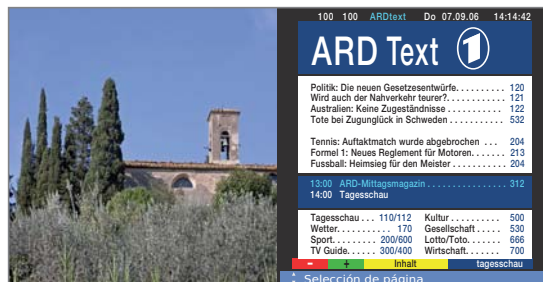 100 100 ARDtext Do 07.09.06 14:14:42
ARD Text 1
Politik: Die neuen Gesetzesentwürfe.......... 120
Wird auch der Nahverkehr teurer?............ 121
Australien: Keine Zugeständnisse ........... 122
Tote bei Zugunglück in Schweden ........... 532
Tennis: Auftaktmatch wurde abgebrochen ... 204
Formel 1: Neues Reglement für Motoren....... 213
Fussball: Heimsieg für den Meister ........... 204
13:00 ARD-Mittagsmagazin ................ 312
14:00 Tagesschau
Tagesschau ... 110/112 Kultur .......... 500
Wetter........... 170 Gesellschaft ..... 530
Sport......... 200/600 Lotto/Toto........ 666
TV Guide...... 300/400 Wirtschaft........ 700
- + Inhalt tagesschau
Selección de página